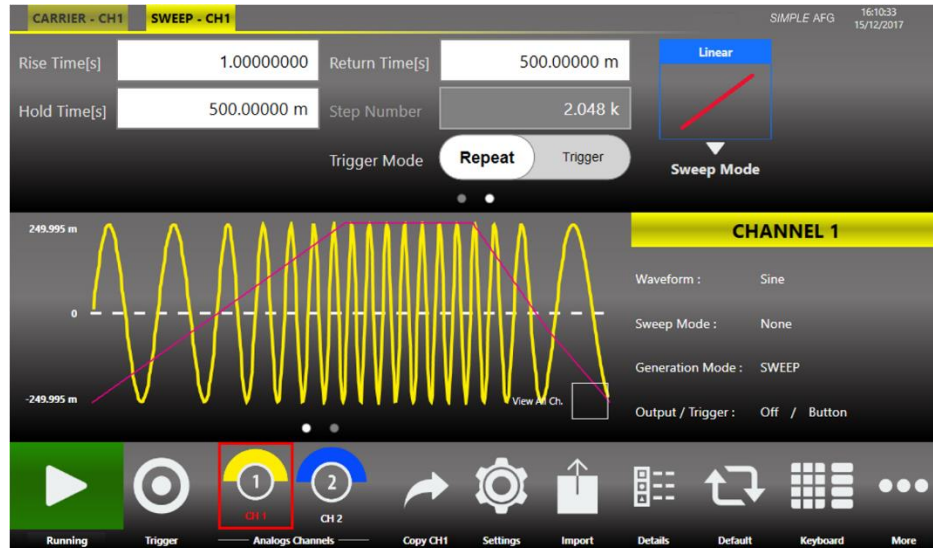 CARRIER - CH1 SWEEP - CH1 SIMPLE AFG 16:10:33
15/12/2017
Rise Time[s] 1.00000000 Return Time[s] 500.00000 m Linear
Hold Time[s] 500.00000 m Step Number 2.048 k
Trigger Mode Repeat Trigger Sweep Mode
249.995 m CHANNEL 1
Waveform : Sine
0 Sweep Mode : None
Generation Mode : SWEEP
-249.995 m View All Ch. Output / Trigger : Off / Button
1 2
CH 1 CH 2
Running Trigger Analogs Channels Copy CH1 Settings Import Details Default Keyboard More